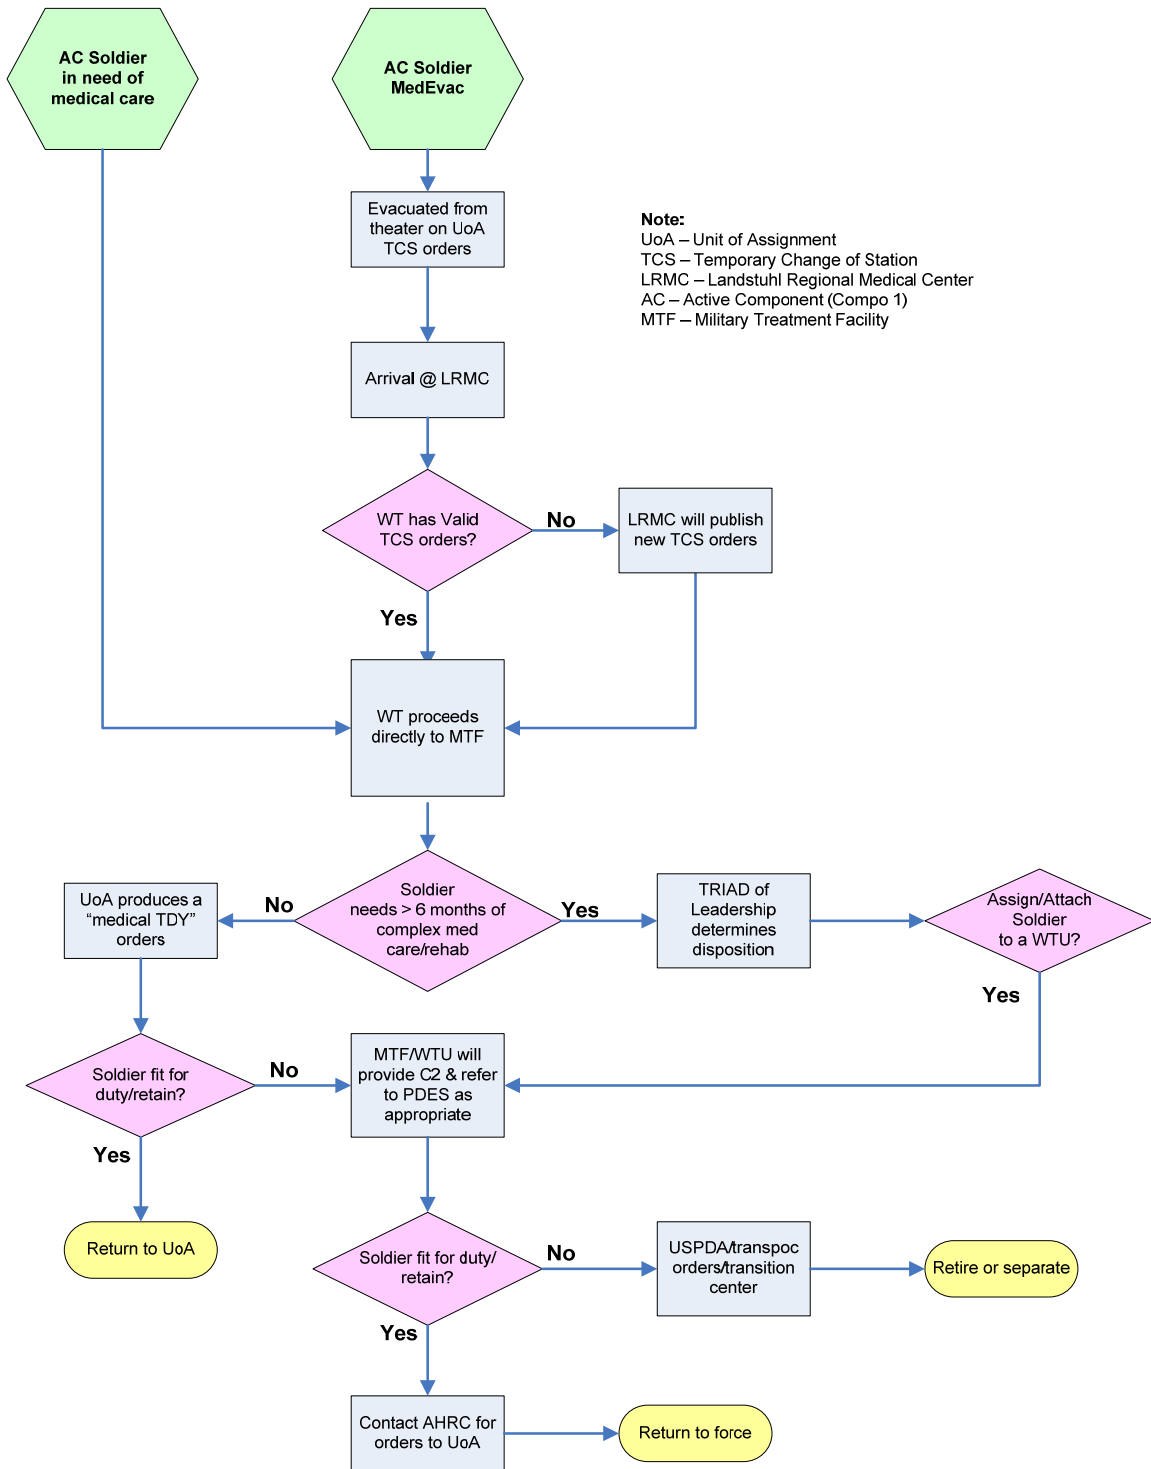 AC Soldier
in need of
medical care
AC Soldier
MedEvac
Evacuated from
theater on UoA
TCS orders
Note:
UoA – Unit of Assignment
TCS – Temporary Change of Station
LRMC – Landstuhl Regional Medical Center
AC – Active Component (Compo 1)
MTF – Military Treatment Facility
Arrival @ LRMC
WT has Valid
TCS orders?
No
LRMC will publish
new TCS orders
Yes
WT proceeds
directly to MTF
UoA produces a
“medical TDY”
orders
No
Soldier
needs > 6 months of
complex med
care/rehab
Yes
TRIAD of
Leadership
determines
disposition
Assign/Attach
Soldier
to a WTU?
Yes
Soldier fit for
duty/retain?
No
MTF/WTU will
provide C2 & refer
to PDES as
appropriate
Yes
Return to UoA
Soldier fit for duty/
retain?
No
USPDA/transpoc
orders/transition
center
Retire or separate
Yes
Contact AHRC for
orders to UoA
Return to force